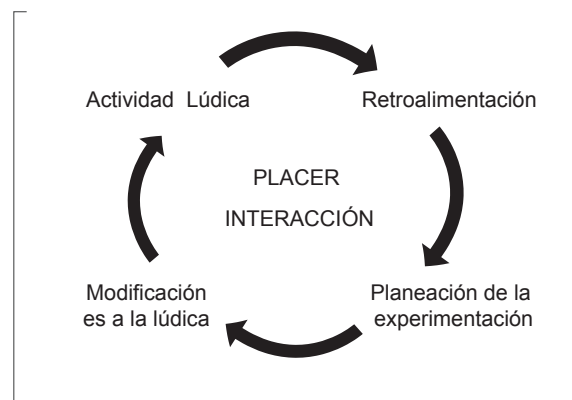 Actividad Lúdica
Retroalimentación
PLACER
INTERACCIÓN
Modificación
es a la lúdica
Planeación de la
experimentación